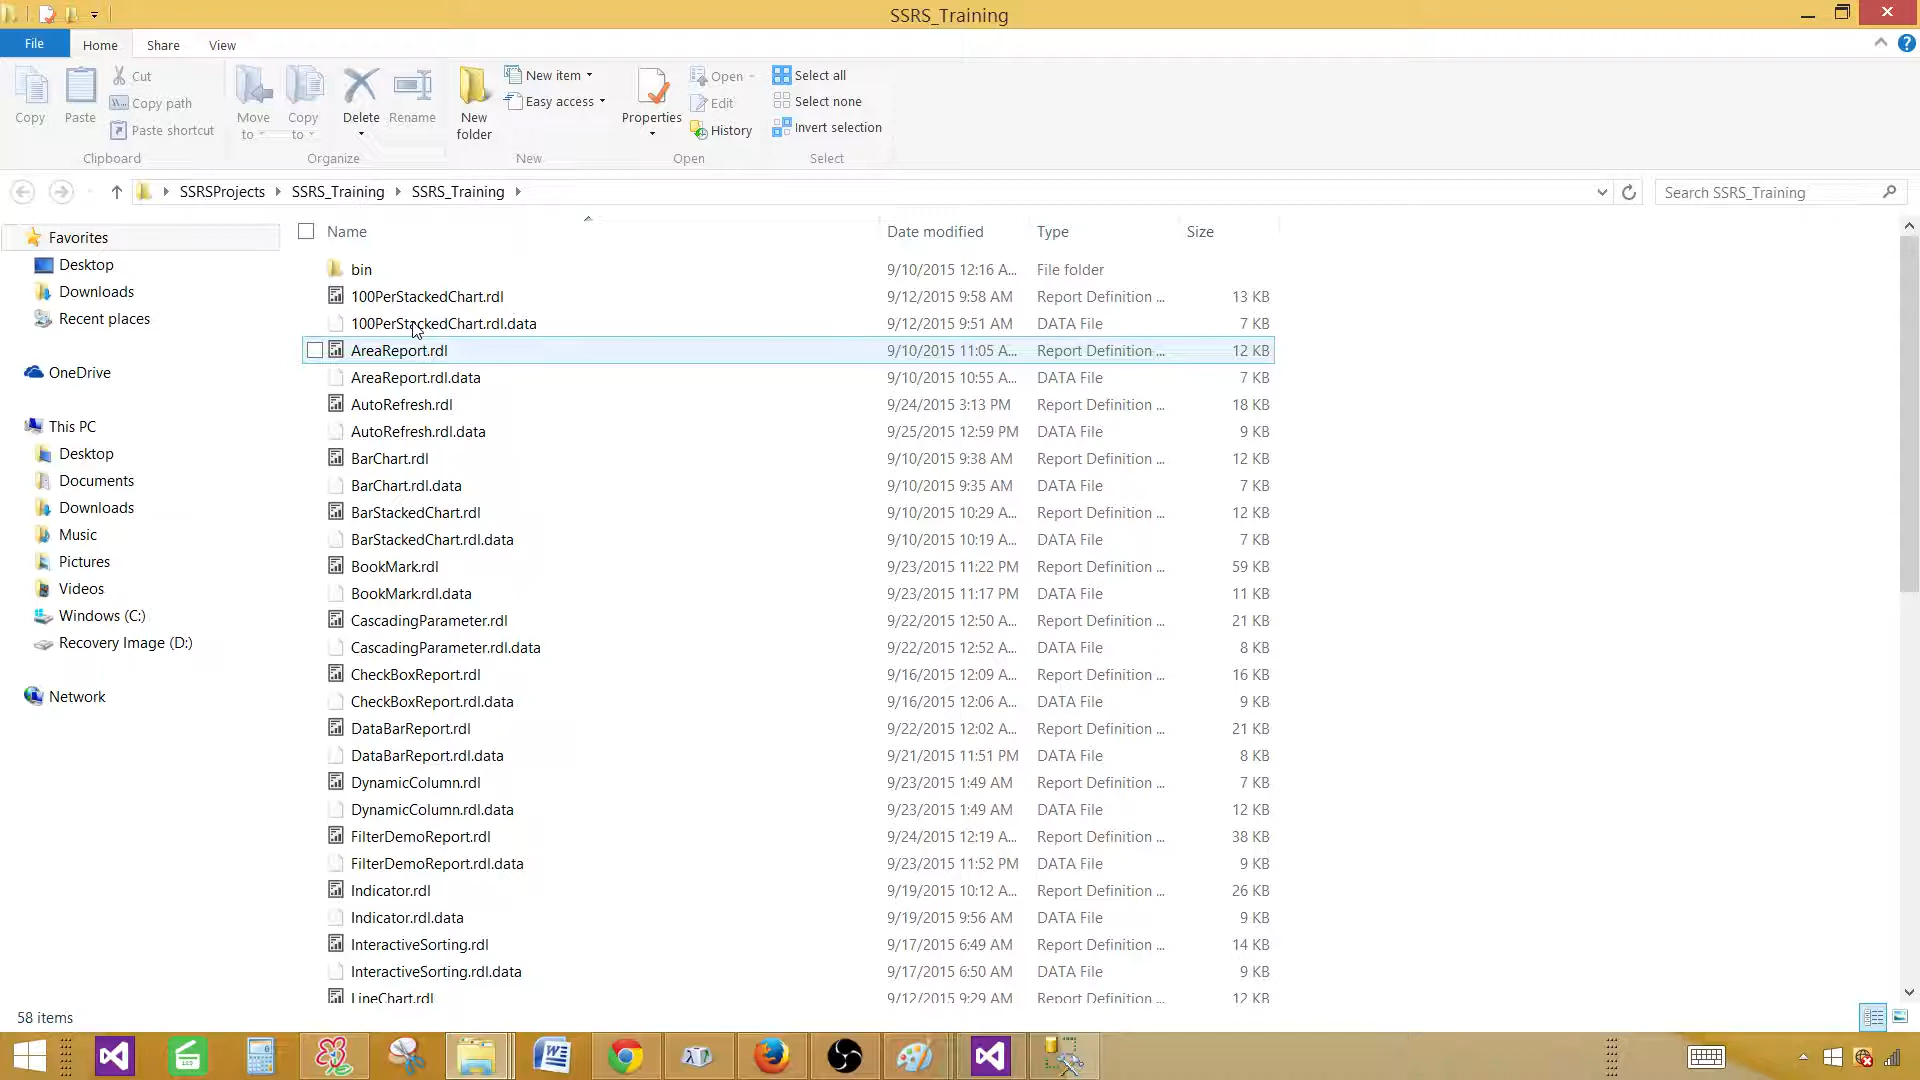 SSRS_Training
File Home Share View
Copy
Paste
Cut
Copy path
Paste shortcut
Clipboard
Move to
Copy to
Delete
Rename
Organize
New folder
New item
Easy access
New
Properties
Open
Edit
History
Open
Select all
Select none
Invert selection
Select
SSRSProjects SSRS_Training SSRS_Training
Search SSRS_Training
Favorites
Desktop
Downloads
Recent places
OneDrive
This PC
Desktop
Documents
Downloads
Music
Pictures
Videos
Windows (C:)
Recovery Image (D:)
Network
Name Date modified Type Size
bin 9/10/2015 12:16 A... File folder
100PerStackedChart.rdl 9/12/2015 9:58 AM Report Definition ... 13 KB
100PerStackedChart.rdl.data 9/12/2015 9:51 AM DATA File 7 KB
AreaReport.rdl 9/10/2015 11:05 A... Report Definition ... 12 KB
AreaReport.rdl.data 9/10/2015 10:55 A... DATA File 7 KB
AutoRefresh.rdl 9/24/2015 3:13 PM Report Definition ... 18 KB
AutoRefresh.rdl.data 9/25/2015 12:59 PM DATA File 9 KB
BarChart.rdl 9/10/2015 9:38 AM Report Definition ... 12 KB
BarChart.rdl.data 9/10/2015 9:35 AM DATA File 7 KB
BarStackedChart.rdl 9/10/2015 10:29 A... Report Definition ... 12 KB
BarStackedChart.rdl.data 9/10/2015 10:19 A... DATA File 7 KB
BookMark.rdl 9/23/2015 11:22 PM Report Definition ... 59 KB
BookMark.rdl.data 9/23/2015 11:17 PM DATA File 11 KB
CascadingParameter.rdl 9/22/2015 12:50 A... Report Definition ... 21 KB
CascadingParameter.rdl.data 9/22/2015 12:52 A... DATA File 8 KB
CheckBoxReport.rdl 9/16/2015 12:09 A... Report Definition ... 16 KB
CheckBoxReport.rdl.data 9/16/2015 12:06 A... DATA File 9 KB
DataBarReport.rdl 9/22/2015 12:02 A... Report Definition ... 21 KB
DataBarReport.rdl.data 9/21/2015 11:51 PM DATA File 8 KB
DynamicColumn.rdl 9/23/2015 1:49 AM Report Definition ... 7 KB
DynamicColumn.rdl.data 9/23/2015 1:49 AM DATA File 12 KB
FilterDemoReport.rdl 9/24/2015 12:19 A... Report Definition ... 38 KB
FilterDemoReport.rdl.data 9/23/2015 11:52 PM DATA File 9 KB
Indicator.rdl 9/19/2015 10:12 A... Report Definition ... 26 KB
Indicator.rdl.data 9/19/2015 9:56 AM DATA File 9 KB
InteractiveSorting.rdl 9/17/2015 6:49 AM Report Definition ... 14 KB
InteractiveSorting.rdl.data 9/17/2015 6:50 AM DATA File 9 KB
LineChart.rdl 9/12/2015 9:29 AM Report Definition ... 12 KB
58 items